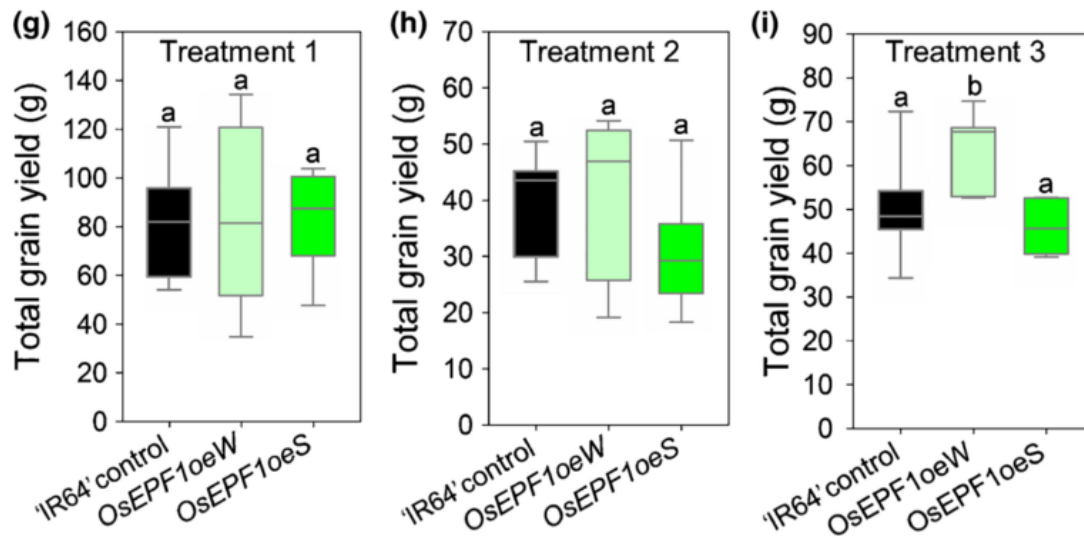 (g)
Treatment 1
Total grain yield (g)
160
140
120
100
80
60
40
20
0
a
a
a
'IR64' control
OsEPF1oeW
OsEPF1oeS
(h)
Treatment 2
Total grain yield (g)
70
60
50
40
30
20
10
0
a
a
a
'IR64' control
OsEPF1oeW
OsEPF1oeS
(i)
Treatment 3
Total grain yield (g)
90
80
70
60
50
40
30
20
10
0
a
b
a
'IR64' control
OsEPF1oeW
OsEPF1oeS